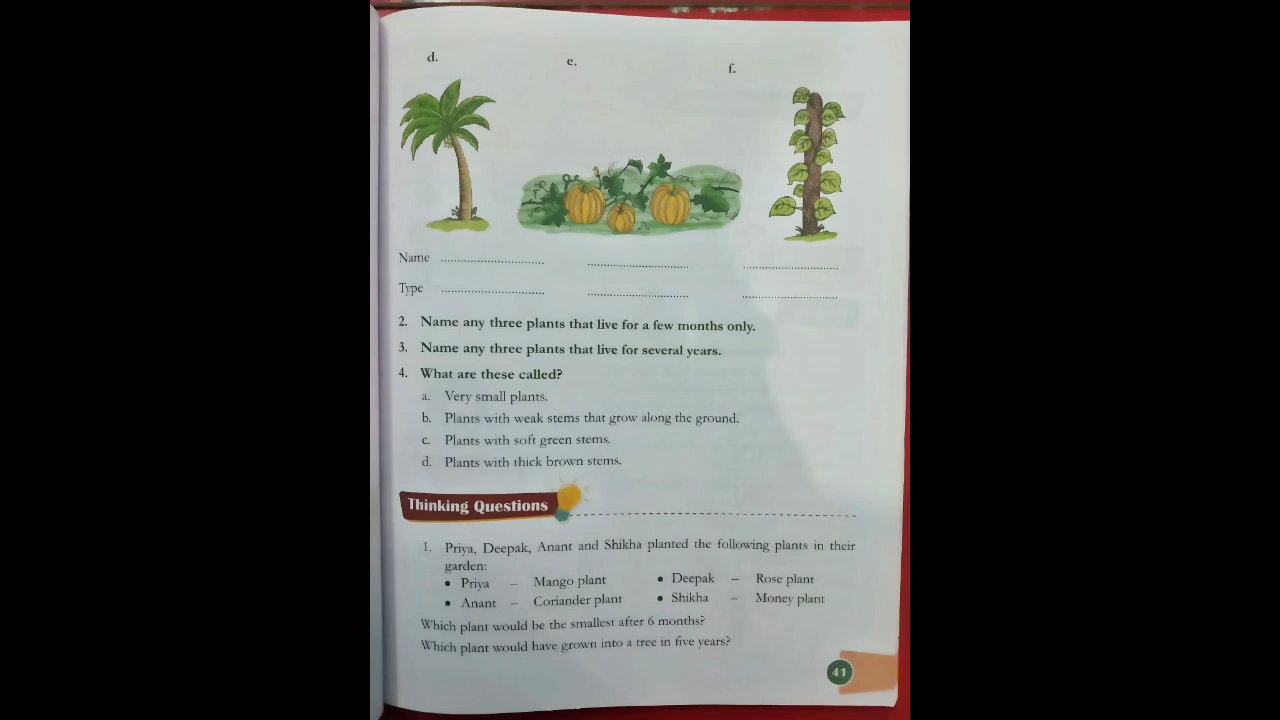 d. e. f.
Name ............................. ............................. .............................
Type ............................. ............................. .............................
2. Name any three plants that live for a few months only.
3. Name any three plants that live for several years.
4. What are these called?
a. Very small plants.
b. Plants with weak stems that grow along the ground.
c. Plants with soft green stems.
d. Plants with thick brown stems.
Thinking Questions
1. Priya, Deepak, Anant and Shikha planted the following plants in their
garden:
• Priya – Mango plant • Deepak – Rose plant
• Anant – Coriander plant • Shikha – Money plant
Which plant would be the smallest after 6 months?
Which plant would have grown into a tree in five years?
41